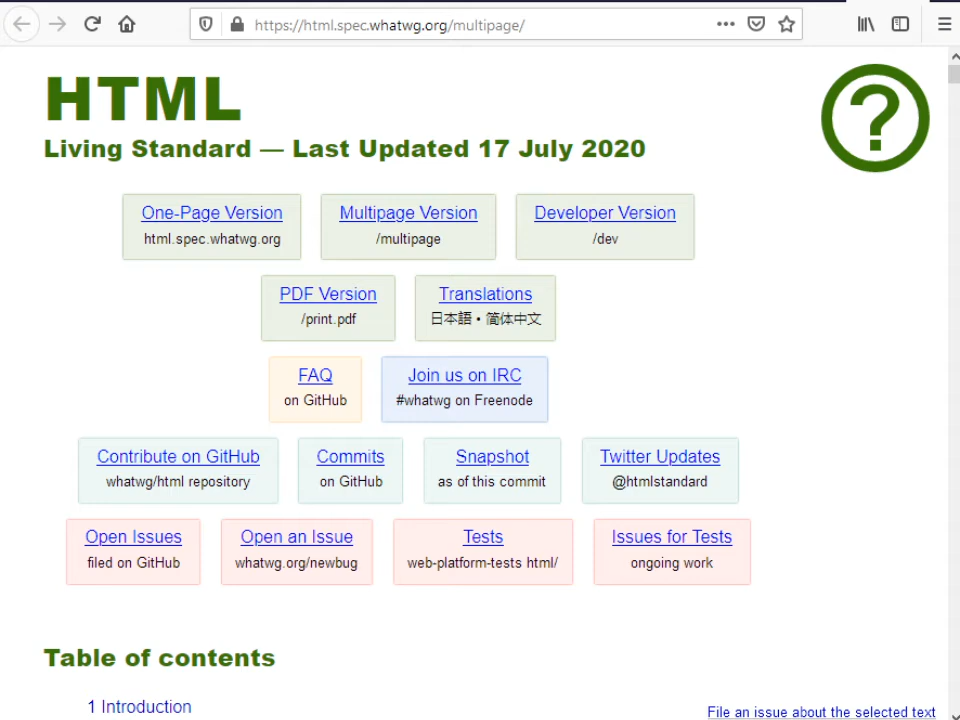 https://html.spec.whatwg.org/multipage/
HTML
Living Standard — Last Updated 17 July 2020
?
One-Page Version
html.spec.whatwg.org
Multipage Version
/multipage
Developer Version
/dev
PDF Version
/print.pdf
Translations
日本語 • 简体中文
FAQ
on GitHub
Join us on IRC
#whatwg on Freenode
Contribute on GitHub
whatwg/html repository
Commits
on GitHub
Snapshot
as of this commit
Twitter Updates
@htmlstandard
Open Issues
filed on GitHub
Open an Issue
whatwg.org/newbug
Tests
web-platform-tests html/
Issues for Tests
ongoing work
Table of contents
1 Introduction
File an issue about the selected text